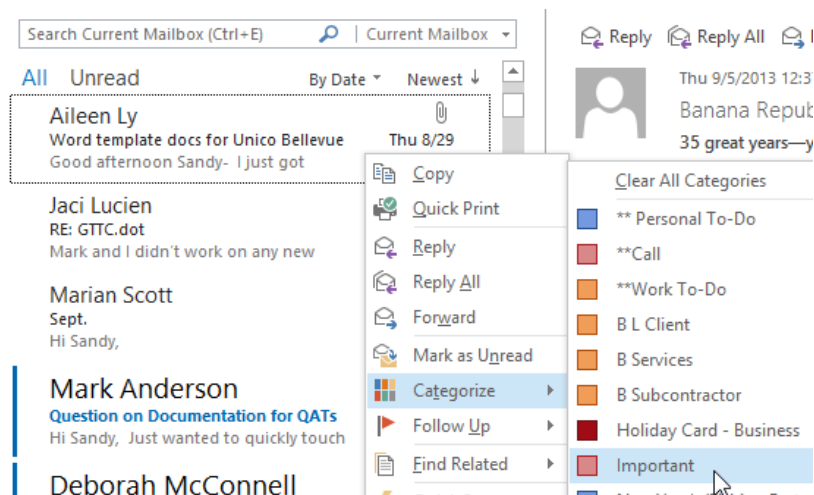 Search Current Mailbox (Ctrl+E) Current Mailbox
All Unread By Date Newest
Aileen Ly
Word template docs for Unico Bellevue Thu 8/29
Good afternoon Sandy- I just got
Jaci Lucien
RE: GTTC.dot
Mark and I didn't work on any new
Marian Scott
Sept.
Hi Sandy,
Mark Anderson
Question on Documentation for QATs
Hi Sandy, Just wanted to quickly touch
Deborah McConnell
Reply Reply All
Thu 9/5/2013 12:3
Banana Repub
35 great years—y
Copy
Quick Print
Reply
Reply All
Forward
Mark as Unread
Categorize
Follow Up
Find Related
Clear All Categories
** Personal To-Do
**Call
**Work To-Do
B L Client
B Services
B Subcontractor
Holiday Card - Business
Important